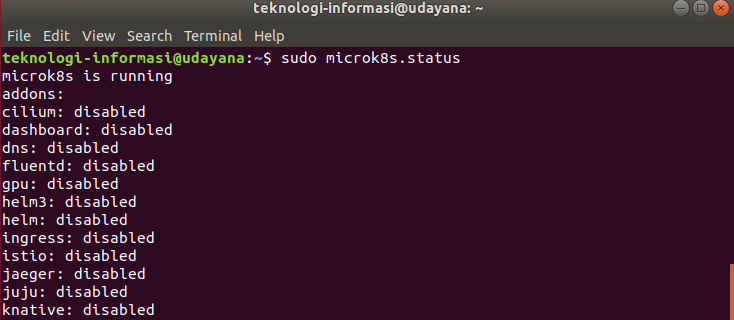 teknologi-informasi@udayana: ~
File Edit View Search Terminal Help
teknologi-informasi@udayana:~$ sudo microk8s.status
microk8s is running
addons:
cilium: disabled
dashboard: disabled
dns: disabled
fluentd: disabled
gpu: disabled
helm3: disabled
helm: disabled
ingress: disabled
istio: disabled
jaeger: disabled
juju: disabled
knative: disabled